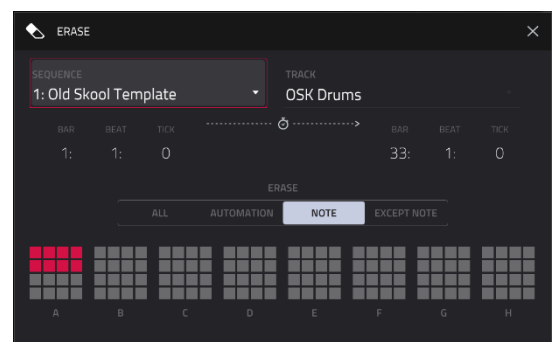 ERASE
SEQUENCE TRACK
1: Old Skool Template OSK Drums
BAR BEAT TICK BAR BEAT TICK
1: 1: 0 33: 1: 0
ERASE
ALL AUTOMATION NOTE EXCEPT NOTE
A B C D E F G H